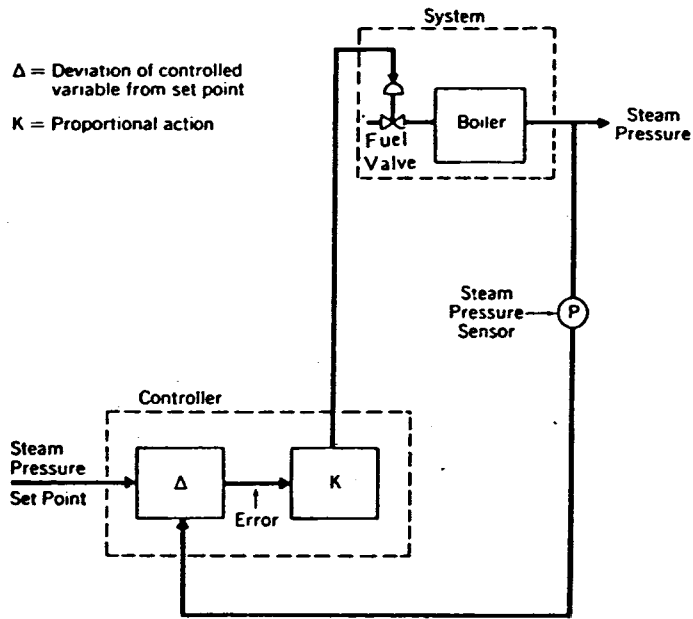 System
Δ = Deviation of controlled
variable from set point
K = Proportional action
Boiler
Fuel
Valve
Steam
Pressure
Steam
Pressure
Sensor
P
Controller
Steam
Pressure
Set Point
Δ
K
Error